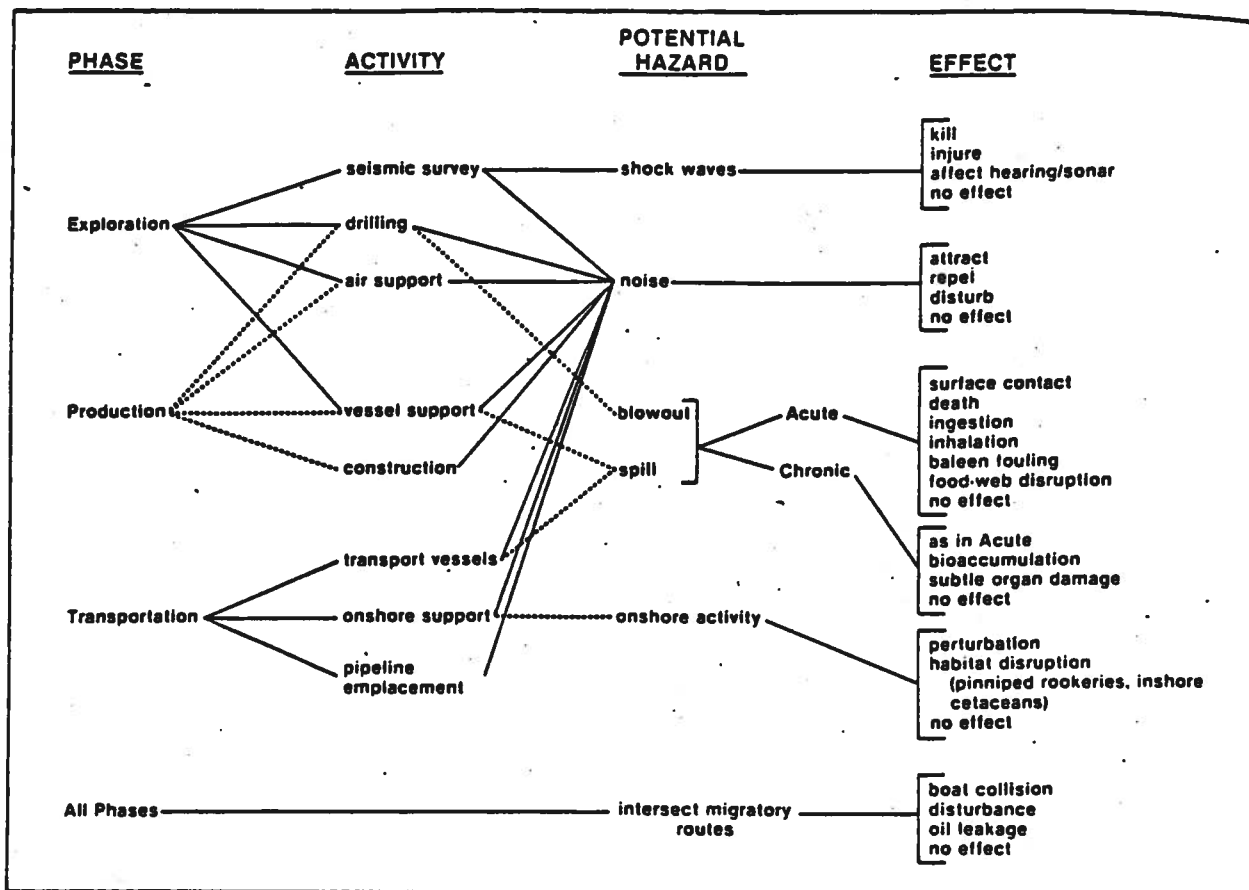 PHASE
ACTIVITY
POTENTIAL
HAZARD
EFFECT
Exploration
seismic survey
drilling
air support
shock waves
noise
kill
injure
affect hearing/sonar
no effect
attract
repel
disturb
no effect
Production
vessel support
construction
blowout
spill
Acute
Chronic
surface contact
death
ingestion
inhalation
baleen fouling
food-web disruption
no effect
as in Acute
bioaccumulation
subtle organ damage
no effect
Transportation
transport vessels
onshore support
pipeline
emplacement
onshore activity
perturbation
habitat disruption
(pinniped rookeries, inshore
cetaceans)
no effect
All Phases
intersect migratory
routes
boat collision
disturbance
oil leakage
no effect